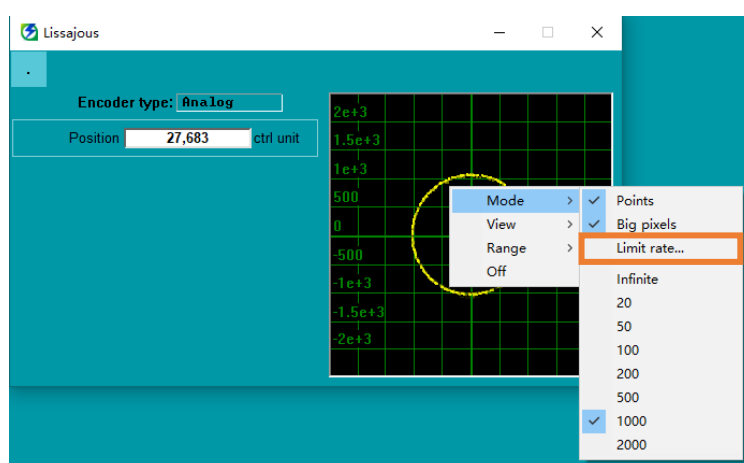 Lissajous
.
Encoder type: Analog
Position 27,683 ctrl unit
2e+3
1.5e+3
1e+3
500
0
-500
-1e+3
-1.5e+3
-2e+3
Mode
View
Range
Off
Points
Big pixels
Limit rate...
Infinite
20
50
100
200
500
1000
2000